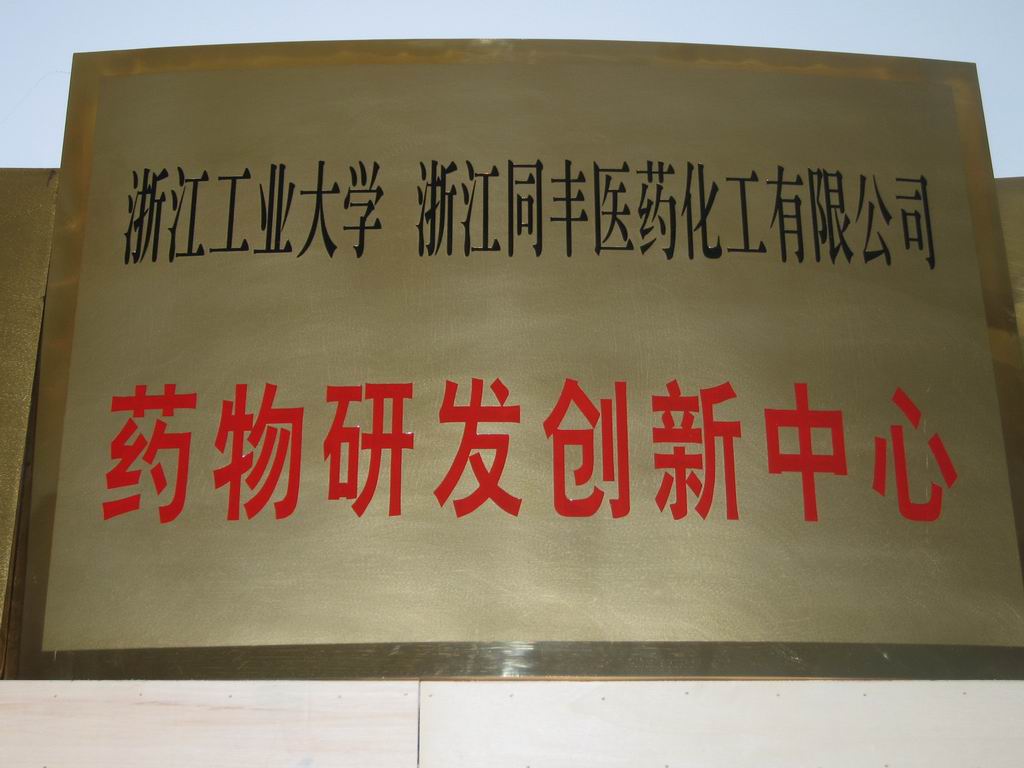 浙江工业大学 浙江同丰医药化工有限公司
药物研发创新中心